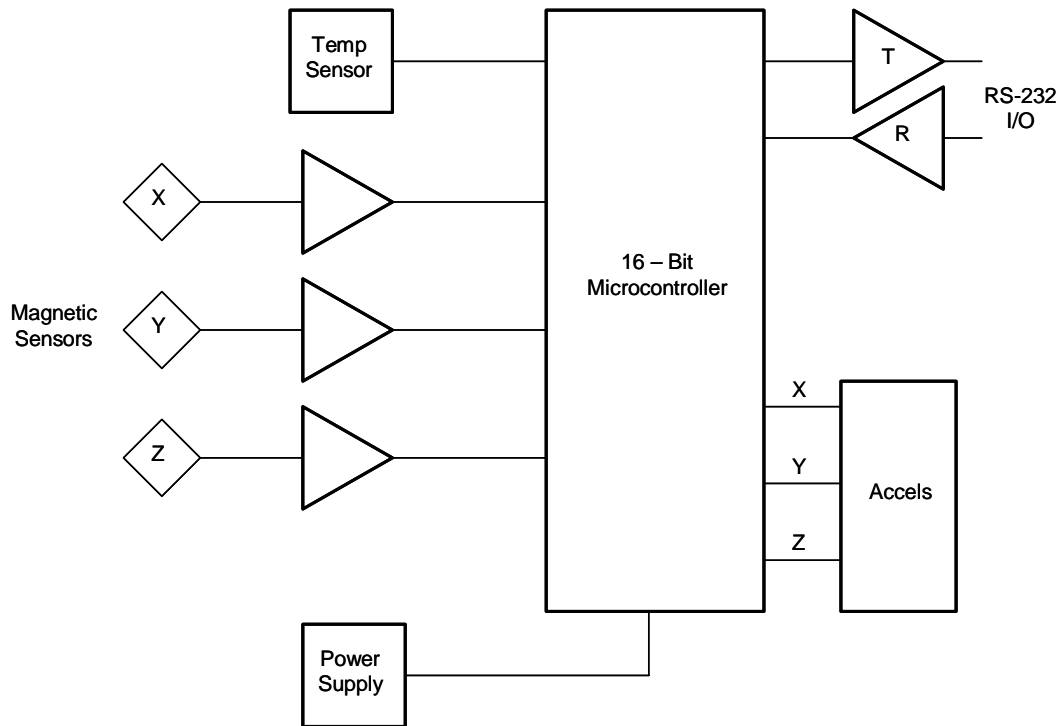 Temp
Sensor
T
RS-232
I/O
R
X
16 – Bit
Microcontroller
Magnetic
Sensors
Y
Z
X
Y
Z
Accels
Power
Supply